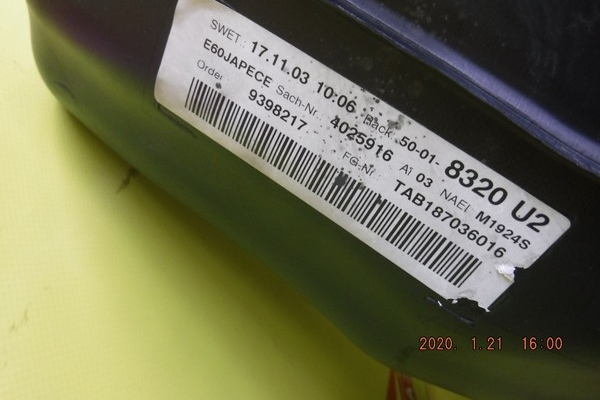 SWET.: 17.11.03 10:06 Pack. 50-01- 8320 U2
E60JAPECE Sach-Nr. 4025916 AI 03 NAEL M1924S
Order 9398217 FG-Nr TAB187036016
2020. 1.21 16:00